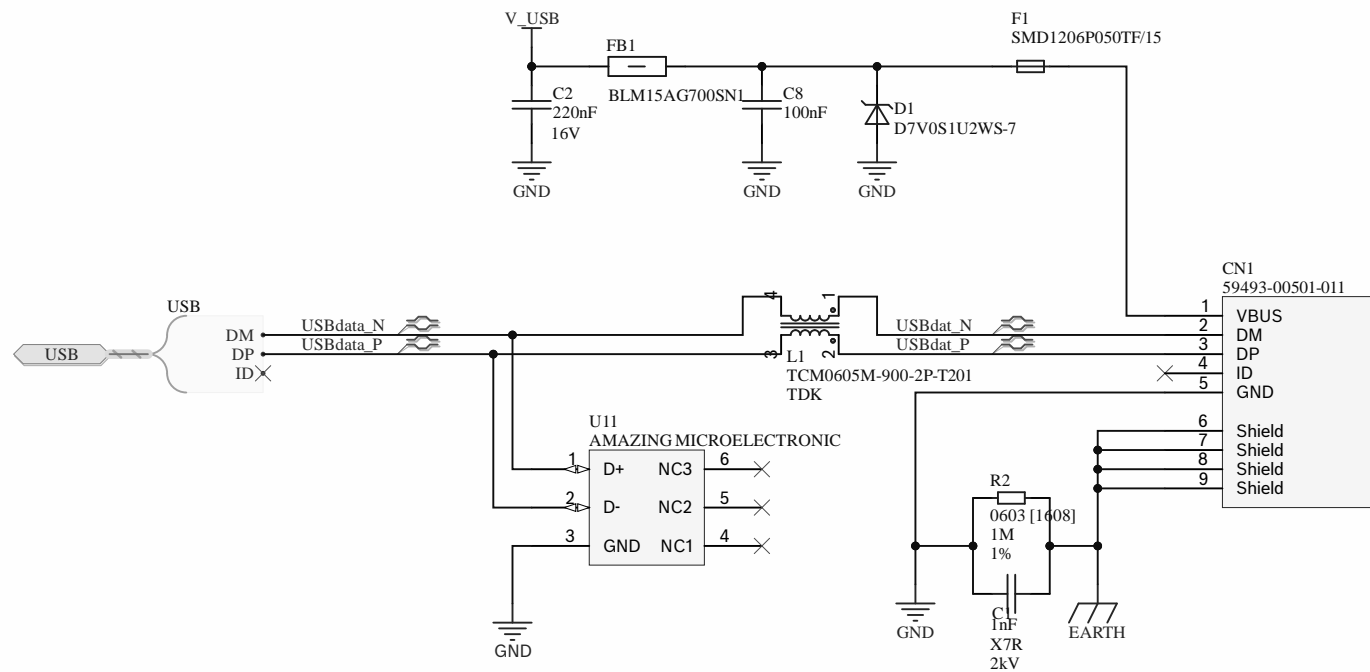 V_USB
FB1
BLM15AG700SN1
C2
220nF
16V
GND
C8
100nF
GND
D1
D7V0S1U2WS-7
GND
F1
SMD1206P050TF/15
USB
USB
DM
DP
ID
USBdata_N
USBdata_P
4
1
3
2
L1
TCM0605M-900-2P-T201
TDK
USBdat_N
USBdat_P
U11
AMAZING MICROELECTRONIC
1
D+
NC3
6
2
D-
NC2
5
3
GND
NC1
4
GND
CN1
59493-00501-011
1
VBUS
2
DM
3
DP
4
ID
5
GND
6
Shield
7
Shield
8
Shield
9
Shield
R2
0603 [1608]
1M
1%
C1
1nF
X7R
2kV
GND
EARTH